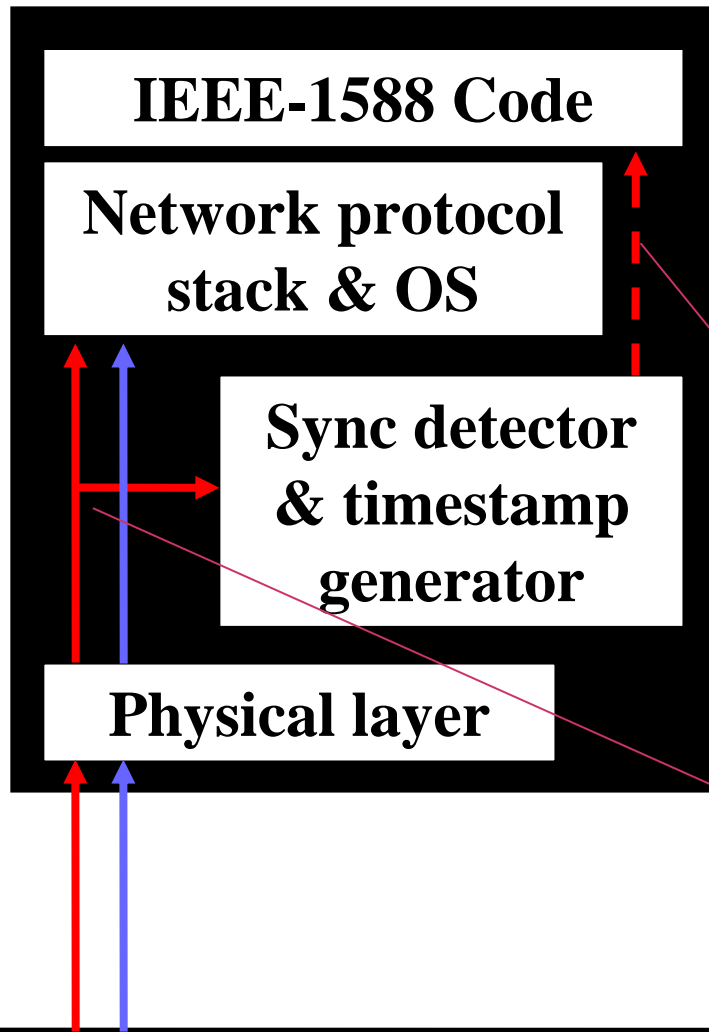 IEEE-1588 Code
Network protocol
stack & OS
Sync detector
& timestamp
generator
Physical layer